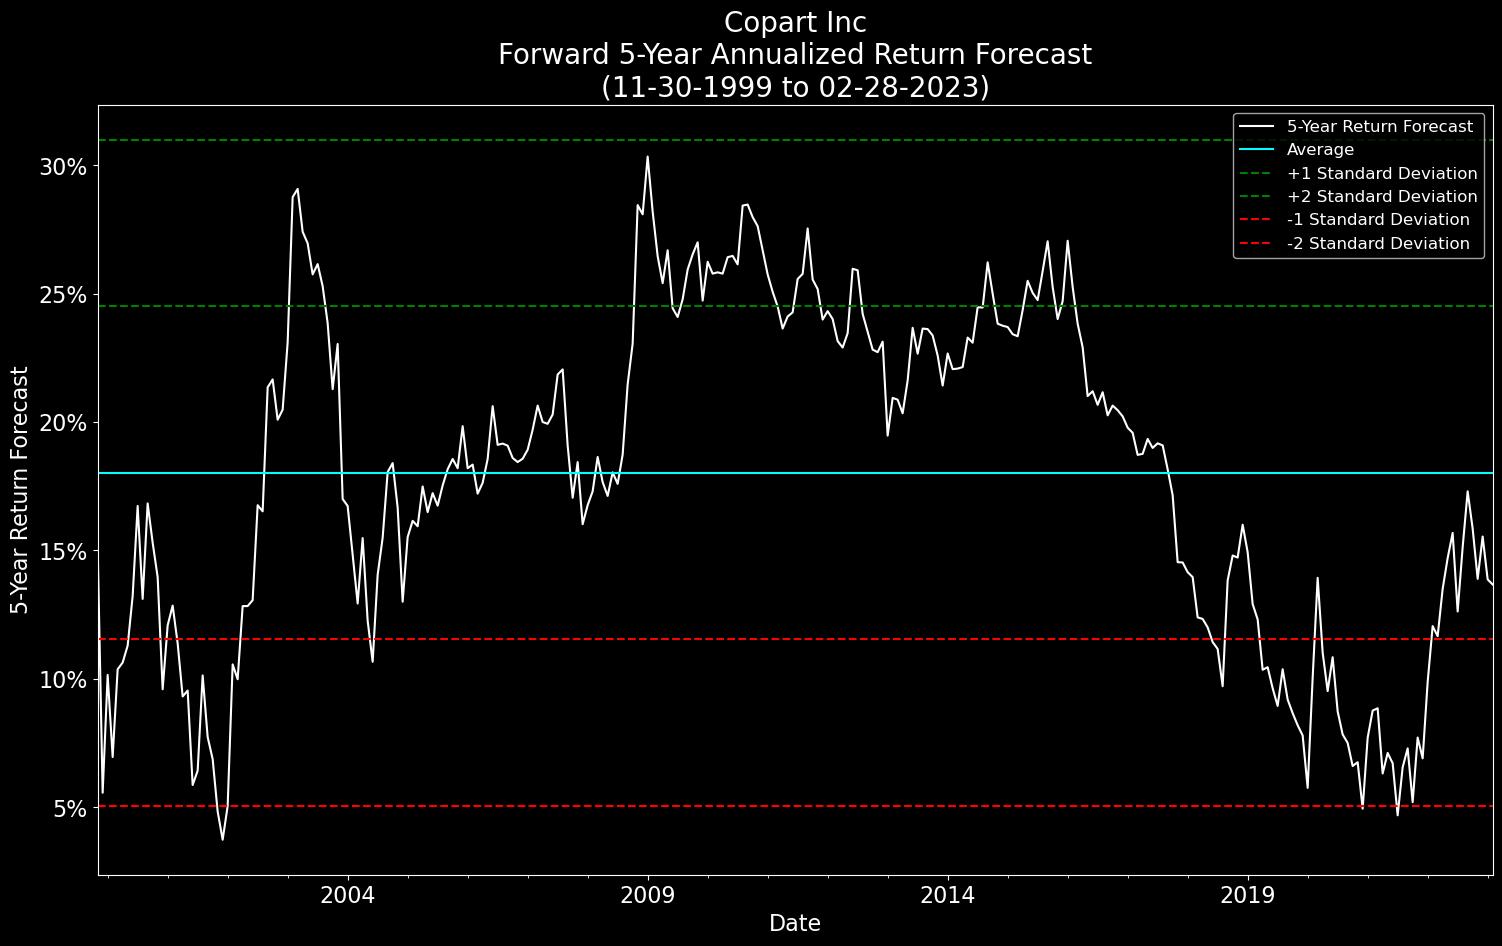 Copart Inc
Forward 5-Year Annualized Return Forecast
(11-30-1999 to 02-28-2023)
5-Year Return Forecast
Average
+1 Standard Deviation
+2 Standard Deviation
-1 Standard Deviation
-2 Standard Deviation
30%
25%
20%
15%
10%
5%
5-Year Return Forecast
2004
2009
2014
2019
Date